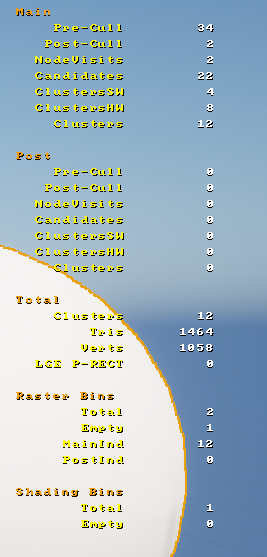 Main
Pre-Cull 34
Post-Cull 2
NodeVisits 2
Candidates 22
ClustersSW 4
ClustersHW 8
Clusters 12
Post
Pre-Cull 0
Post-Cull 0
NodeVisits 0
Candidates 0
ClustersSW 0
ClustersHW 0
Clusters 0
Total
Clusters 12
Tris 1464
Verts 1058
LGE P-RECT 0
Raster Bins
Total 2
Empty 1
MainInd 12
PostInd 0
Shading Bins
Total 1
Empty 0